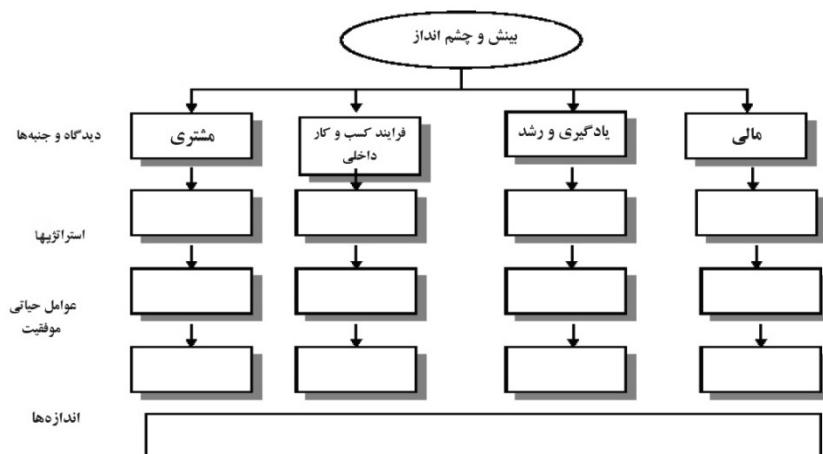 بینش و چشم انداز
دیدگاه و جنبه‌ها
مالی
یادگیری و رشد
فرایند کسب و کار
داخلی
مشتری
استراتژیها
عوامل حیاتی
موفقیت
اندازه‌ها